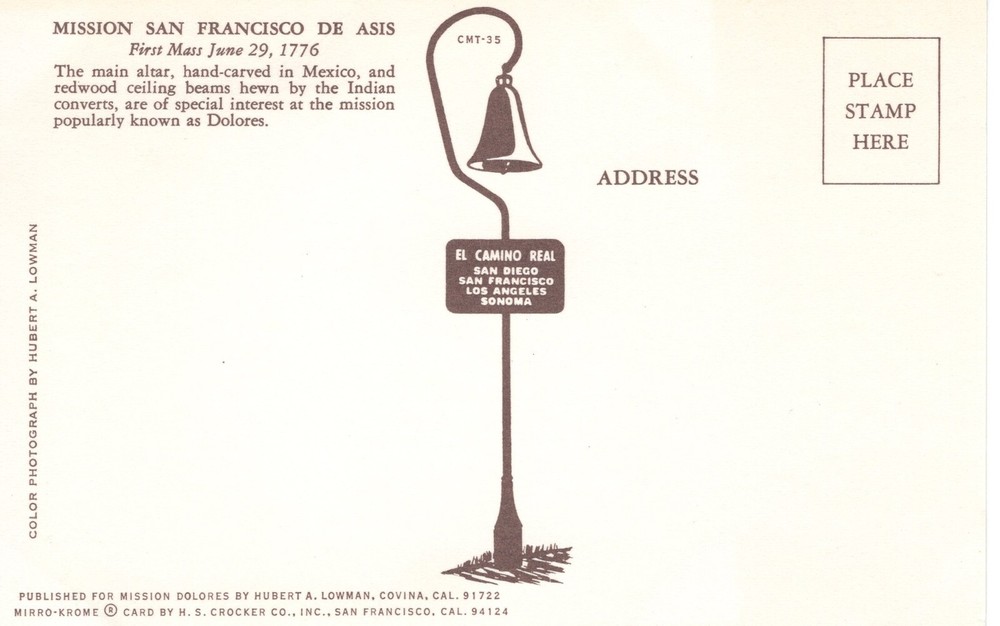 MISSION SAN FRANCISCO DE ASIS
First Mass June 29, 1776
The main altar, hand-carved in Mexico, and
redwood ceiling beams hewn by the Indian
converts, are of special interest at the mission
popularly known as Dolores.
CMT-35
PLACE
STAMP
HERE
ADDRESS
EL CAMINO REAL
SAN DIEGO
SAN FRANCISCO
LOS ANGELES
SONOMA
COLOR PHOTOGRAPH BY HUBERT A. LOWMAN
PUBLISHED FOR MISSION DOLORES BY HUBERT A. LOWMAN, COVINA, CAL. 91722
MIRRO-KROME ® CARD BY H. S. CROCKER CO., INC., SAN FRANCISCO, CAL. 94124